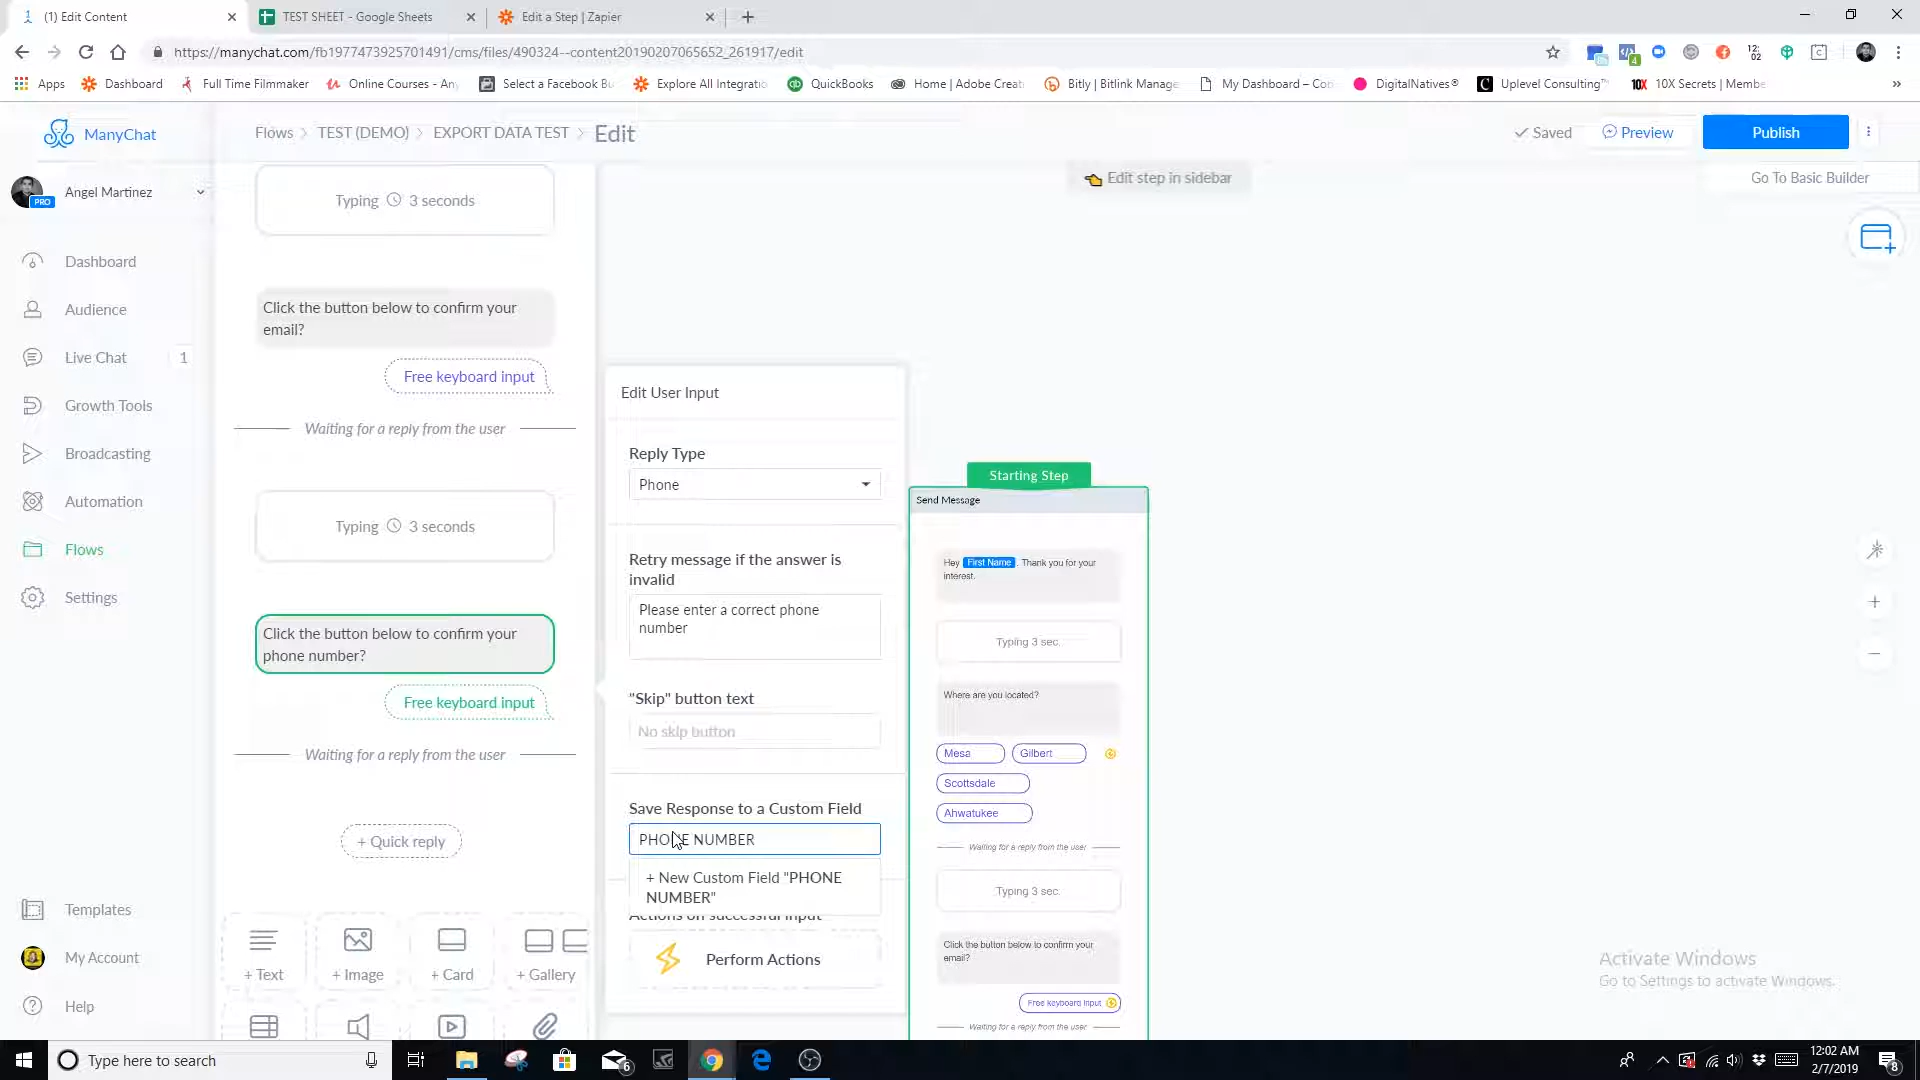 (1) Edit Content
TEST SHEET - Google Sheets
Edit a Step | Zapier
https://manychat.com/fb1977473925701491/cms/files/490324--content20190207065652_261917/edit
4
12:
02
Apps
Dashboard
Full Time Filmmaker
Online Courses - Any
Select a Facebook Bu
Explore All Integratio
QuickBooks
Home | Adobe Creati
Bitly | Bitlink Manage
My Dashboard – Con
DigitalNatives®
Uplevel Consulting™
10X Secrets | Membe
ManyChat
Flows
TEST (DEMO)
EXPORT DATA TEST
Edit
Saved
Preview
Publish
Angel Martinez
PRO
Edit step in sidebar
Go To Basic Builder
Dashboard
Audience
Live Chat 1
Growth Tools
Broadcasting
Automation
Flows
Settings
Templates
My Account
Help
Typing 3 seconds
Click the button below to confirm your
email?
Free keyboard input
Waiting for a reply from the user
Typing 3 seconds
Click the button below to confirm your
phone number?
Free keyboard input
Waiting for a reply from the user
+ Quick reply
+ Text
+ Image
+ Card
+ Gallery
Edit User Input
Reply Type
Phone
Retry message if the answer is
invalid
Please enter a correct phone
number
"Skip" button text
No skip button
Save Response to a Custom Field
PHONE NUMBER
+ New Custom Field "PHONE
NUMBER"
Actions on successful input
Perform Actions
Starting Step
Send Message
Hey First Name . Thank you for your
interest.
Typing 3 sec.
Where are you located?
Mesa
Gilbert
Scottsdale
Ahwatukee
Waiting for a reply from the user
Typing 3 sec.
Click the button below to confirm your
email?
Free keyboard input
Waiting for a reply from the user
Activate Windows
Go to Settings to activate Windows.
Type here to search
6
12:02 AM
2/7/2019
8